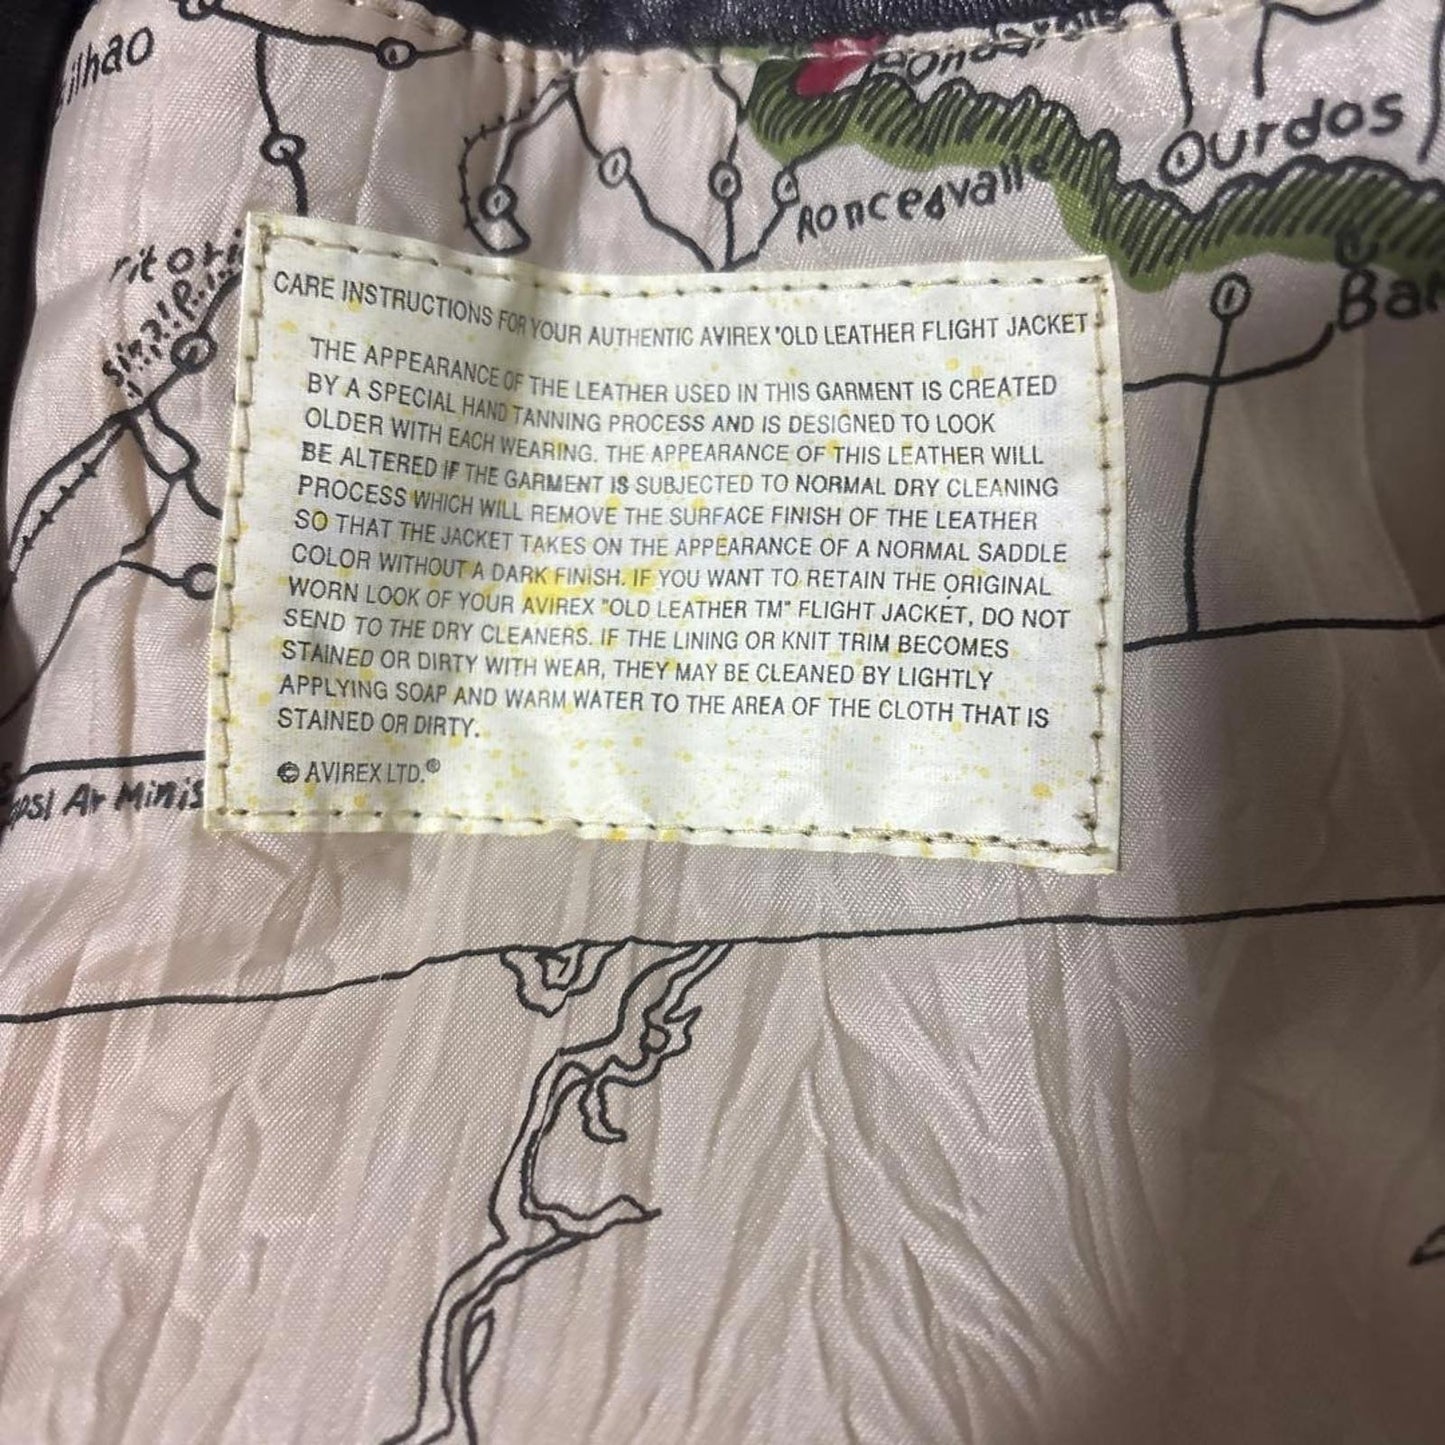 ilhao
Ourdos
Roncedvalle
Bal
CARE INSTRUCTIONS FOR YOUR AUTHENTIC AVIREX "OLD LEATHER FLIGHT JACKET
THE APPEARANCE OF THE LEATHER USED IN THIS GARMENT IS CREATED
BY A SPECIAL HAND TANNING PROCESS AND IS DESIGNED TO LOOK
OLDER WITH EACH WEARING. THE APPEARANCE OF THIS LEATHER WILL
BE ALTERED IF THE GARMENT IS SUBJECTED TO NORMAL DRY CLEANING
PROCESS WHICH WILL REMOVE THE SURFACE FINISH OF THE LEATHER
SO THAT THE JACKET TAKES ON THE APPEARANCE OF A NORMAL SADDLE
COLOR WITHOUT A DARK FINISH. IF YOU WANT TO RETAIN THE ORIGINAL
WORN LOOK OF YOUR AVIREX "OLD LEATHER TM" FLIGHT JACKET, DO NOT
SEND TO THE DRY CLEANERS. IF THE LINING OR KNIT TRIM BECOMES
STAINED OR DIRTY WITH WEAR, THEY MAY BE CLEANED BY LIGHTLY
APPLYING SOAP AND WARM WATER TO THE AREA OF THE CLOTH THAT IS
STAINED OR DIRTY.
© AVIREX LTD.®
Ar Minis